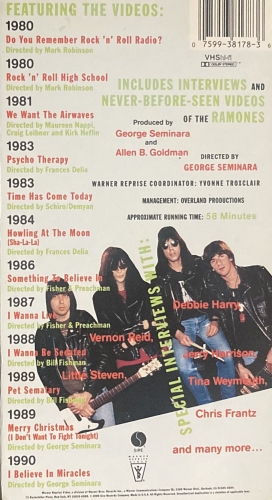 FEATURING THE VIDEOS:
0 7599-38178-3 6
VHS hi-fi
1980
Do You Remember Rock 'n' Roll Radio?
Directed by Mark Robinson
1980
Rock 'n' Roll High School
Directed by Mark Robinson
1981
We Want The Airwaves
Directed by Maureen Nappi,
Craig Leibner and Kirk Heflin
1983
Psycho Therapy
Directed by Frances Delia
1983
Time Has Come Today
Directed by Schiro/Demyan
1984
Howling At The Moon
(Sha-La-La)
Directed by Frances Delia
1986
Something To Believe In
Directed by Fisher & Preachman
1987
I Wanna Live
Directed by Fisher & Preachman
1988
I Wanna Be Sedated
Directed by Bill Fishman
1989
Pet Sematary
Directed by Bill Fishman
1989
Merry Christmas
(I Don't Want To Fight Tonight)
Directed by George Seminara
1990
I Believe In Miracles
Directed by George Seminara
INCLUDES INTERVIEWS AND
NEVER-BEFORE-SEEN VIDEOS
OF THE RAMONES
Produced by
George Seminara
and
Allen B. Goldman
DIRECTED BY
GEORGE SEMINARA
WARNER REPRISE COORDINATOR: YVONNE TROXCLAIR
MANAGEMENT: OVERLAND PRODUCTIONS
APPROXIMATE RUNNING TIME: 58 Minutes
SPECIAL INTERVIEWS WITH:
Debbie Harry,
Vernon Reid,
Jerry Harrison,
Little Steven,
Tina Weymouth,
Chris Frantz
and many more...
SIRE